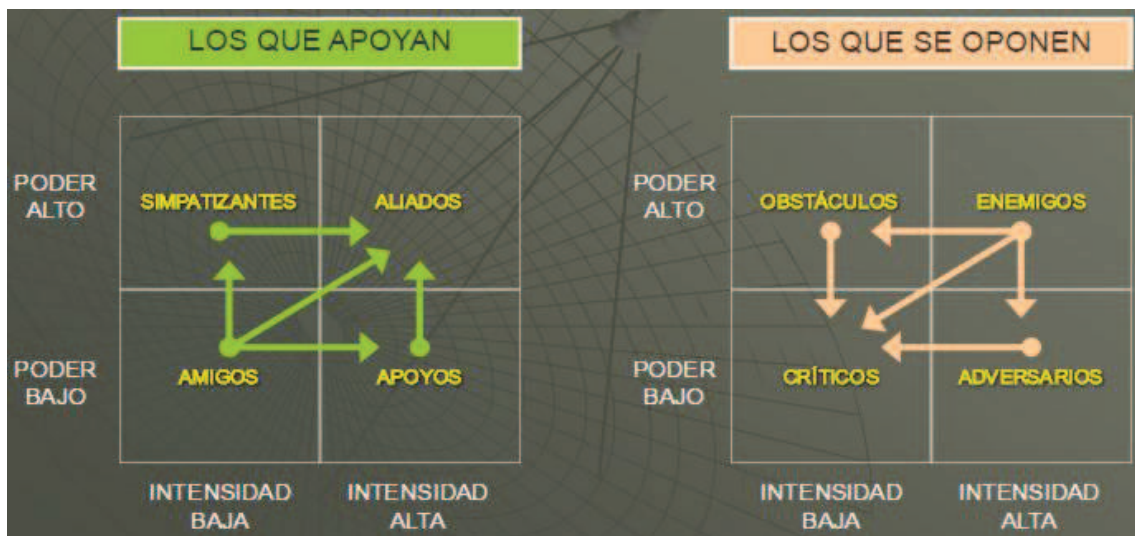 LOS QUE APOYAN
PODER
ALTO
SIMPATIZANTES
ALIADOS
PODER
BAJO
AMIGOS
APOYOS
INTENSIDAD
BAJA
INTENSIDAD
ALTA
LOS QUE SE OPONEN
PODER
ALTO
OBSTÁCULOS
ENEMIGOS
PODER
BAJO
CRÍTICOS
ADVERSARIOS
INTENSIDAD
BAJA
INTENSIDAD
ALTA